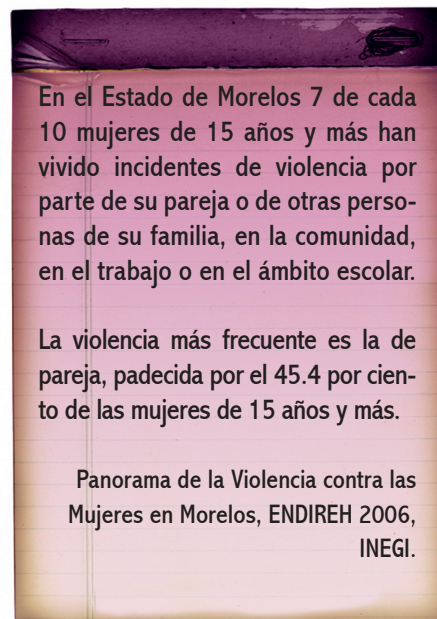 En el Estado de Morelos 7 de cada
10 mujeres de 15 años y más han
vivido incidentes de violencia por
parte de su pareja o de otras perso-
nas de su familia, en la comunidad,
en el trabajo o en el ámbito escolar.
La violencia más frecuente es la de
pareja, padecida por el 45.4 por cien-
to de las mujeres de 15 años y más.
Panorama de la Violencia contra las
Mujeres en Morelos, ENDIREH 2006,
INEGI.